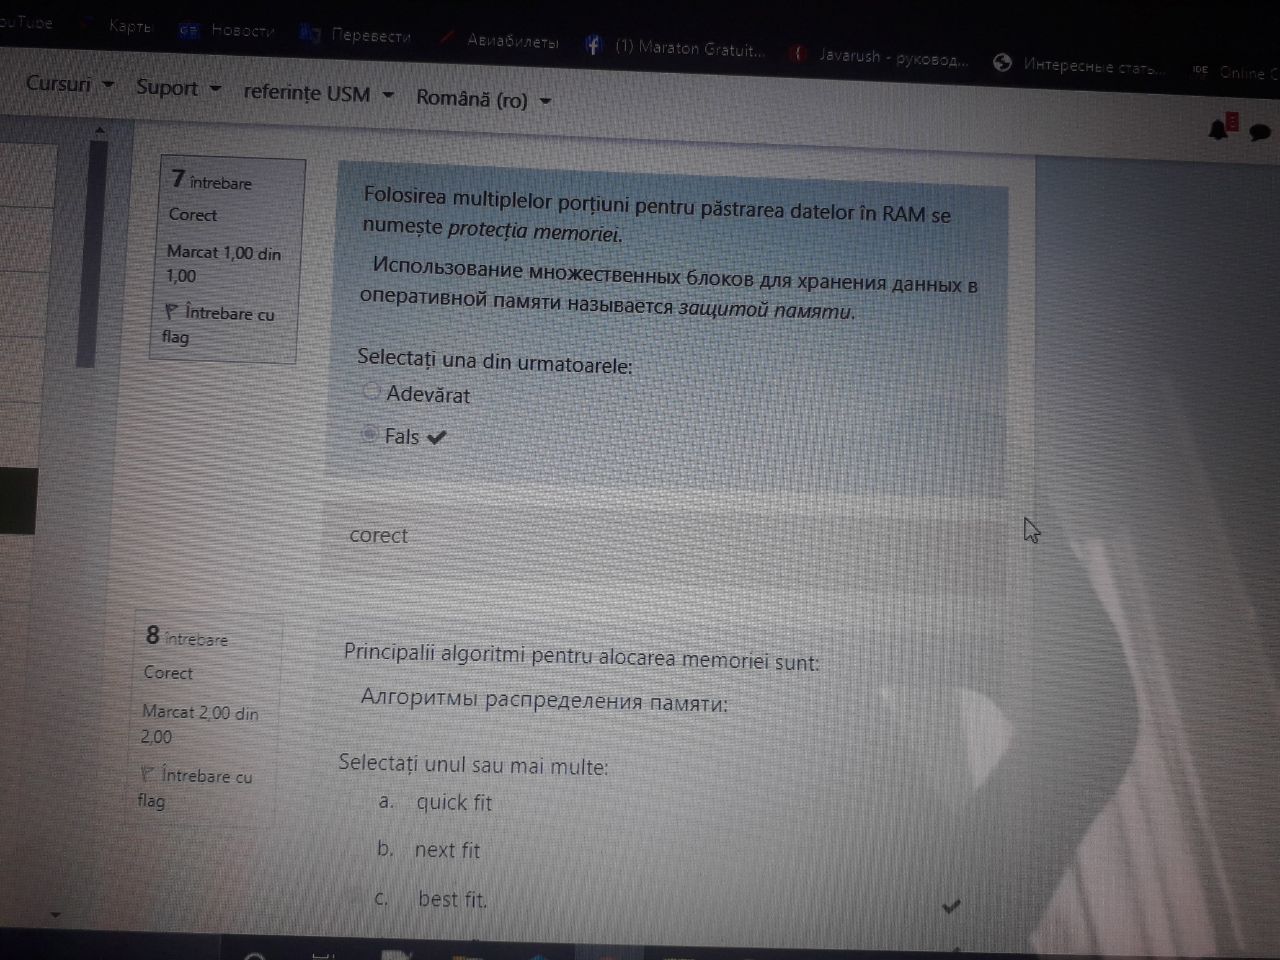 ouTube Карты Новости Перевести Авиабилеты (1) Maraton Gratuit... Javarush - руковод... Интересные стать... IDE Online
Cursuri Suport referințe USM Română (ro)
7 întrebare
Corect
Marcat 1,00 din
1,00
Întrebare cu
flag
Folosirea multiplelor porțiuni pentru păstrarea datelor în RAM se
numește protecția memoriei.
Использование множественных блоков для хранения данных в
оперативной памяти называется защитой памяти.
Selectați una din urmatoarele:
Adevărat
Fals
corect
8 întrebare
Corect
Marcat 2,00 din
2,00
Întrebare cu
flag
Principalii algoritmi pentru alocarea memoriei sunt:
Алгоритмы распределения памяти:
Selectați unul sau mai multe:
a. quick fit
b. next fit
c. best fit.